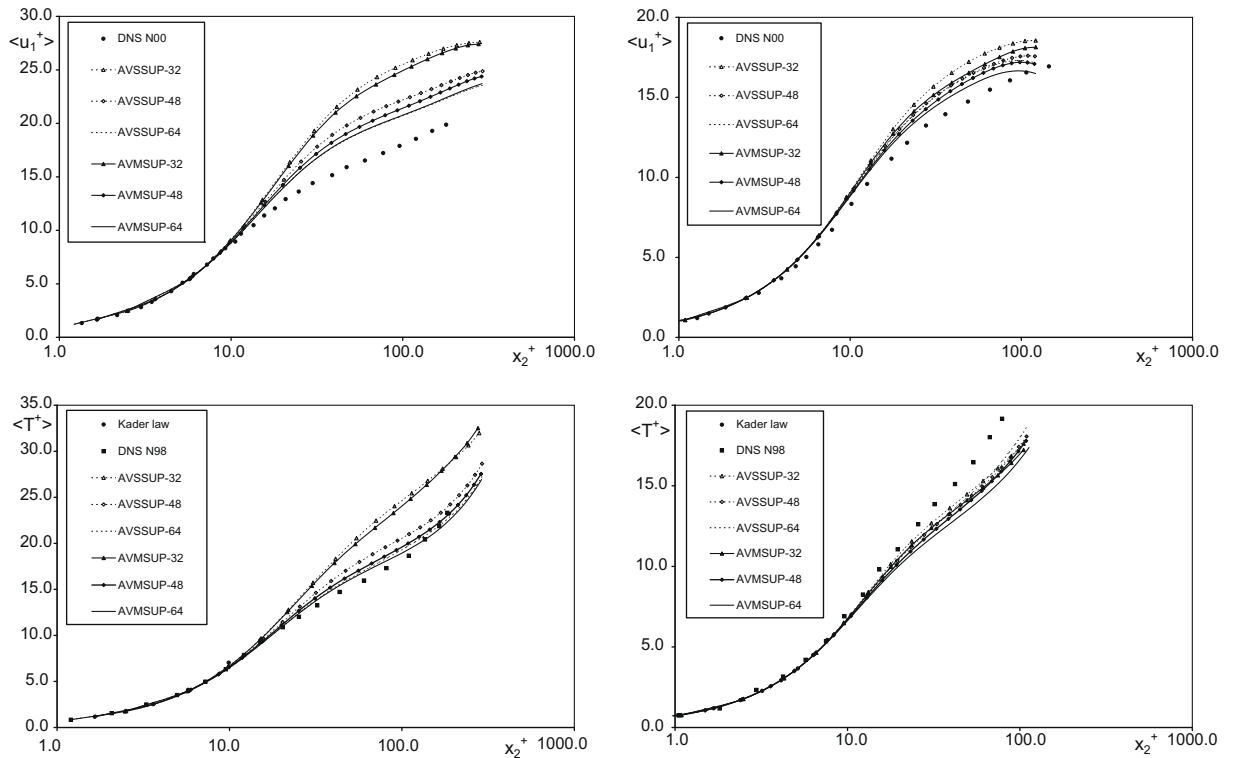 30.0
<u₁⁺>
25.0
20.0
15.0
10.0
5.0
0.0
1.0
10.0
100.0
x₂⁺
1000.0
DNS N00
AVSSUP-32
AVSSUP-48
AVSSUP-64
AVMSUP-32
AVMSUP-48
AVMSUP-64
20.0
<u₁⁺>
15.0
10.0
5.0
0.0
1.0
10.0
100.0
x₂⁺
1000.0
DNS N00
AVSSUP-32
AVSSUP-48
AVSSUP-64
AVMSUP-32
AVMSUP-48
AVMSUP-64
35.0
<T⁺>
30.0
25.0
20.0
15.0
10.0
5.0
0.0
1.0
10.0
100.0
x₂⁺
1000.0
Kader law
DNS N98
AVSSUP-32
AVSSUP-48
AVSSUP-64
AVMSUP-32
AVMSUP-48
AVMSUP-64
20.0
<T⁺>
15.0
10.0
5.0
0.0
1.0
10.0
100.0
x₂⁺
1000.0
Kader law
DNS N98
AVSSUP-32
AVSSUP-48
AVSSUP-64
AVMSUP-32
AVMSUP-48
AVMSUP-64